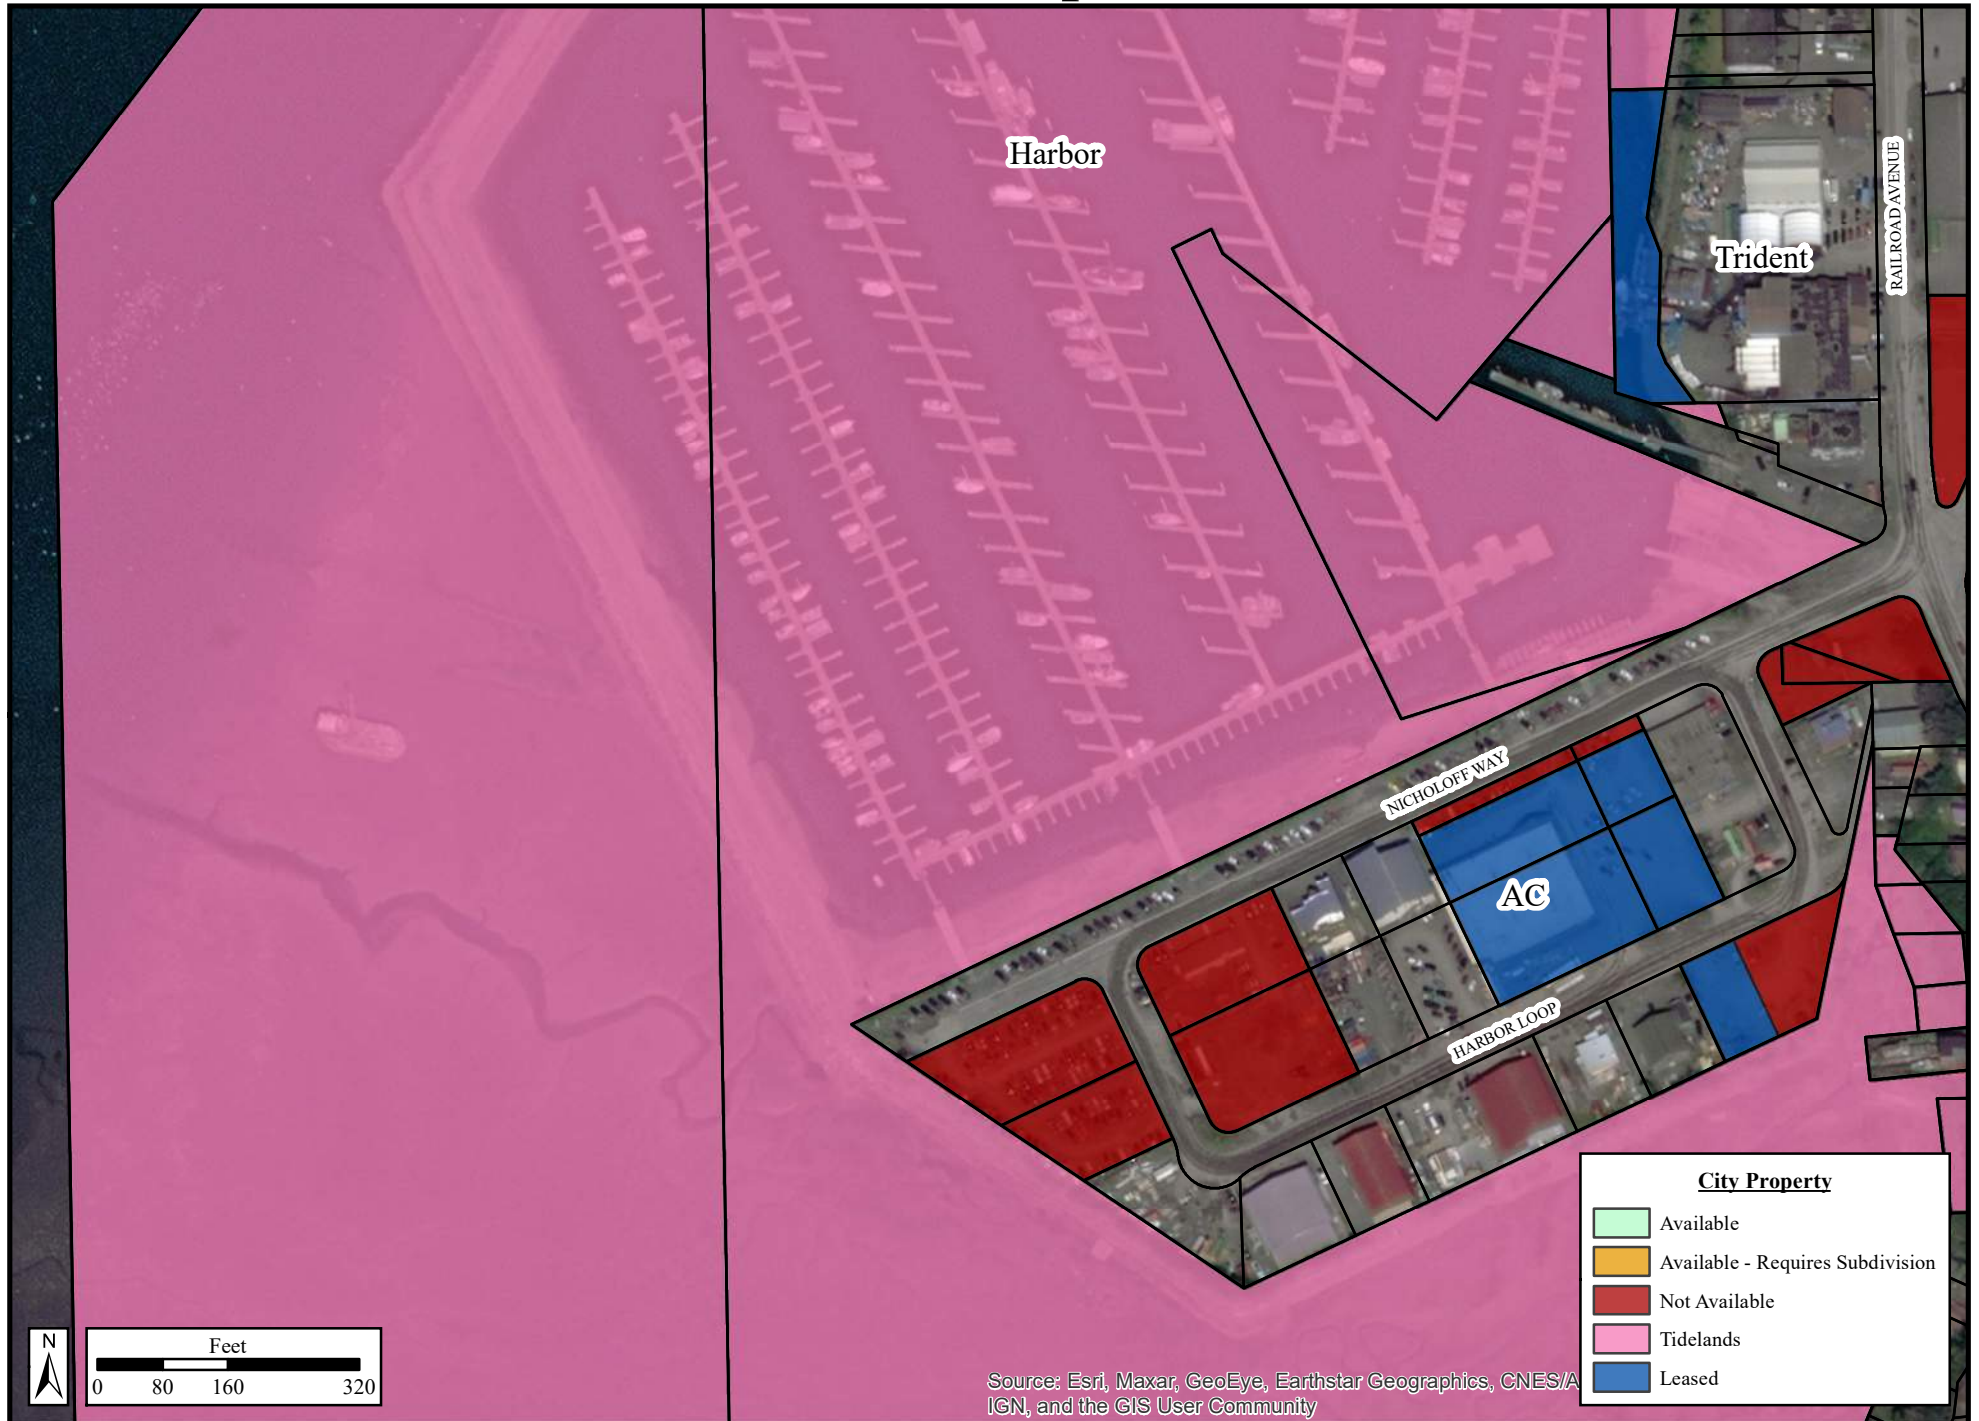 Harbor
Trident
RAILROAD AVENUE
NICHOLOFF WAY
AC
HARBOR LOOP
City Property
Available
Available - Requires Subdivision
Not Available
Tidelands
Leased
N
Feet
0 80 160 320
Source: Esri, Maxar, GeoEye, Earthstar Geographics, CNES/A
IGN, and the GIS User Community